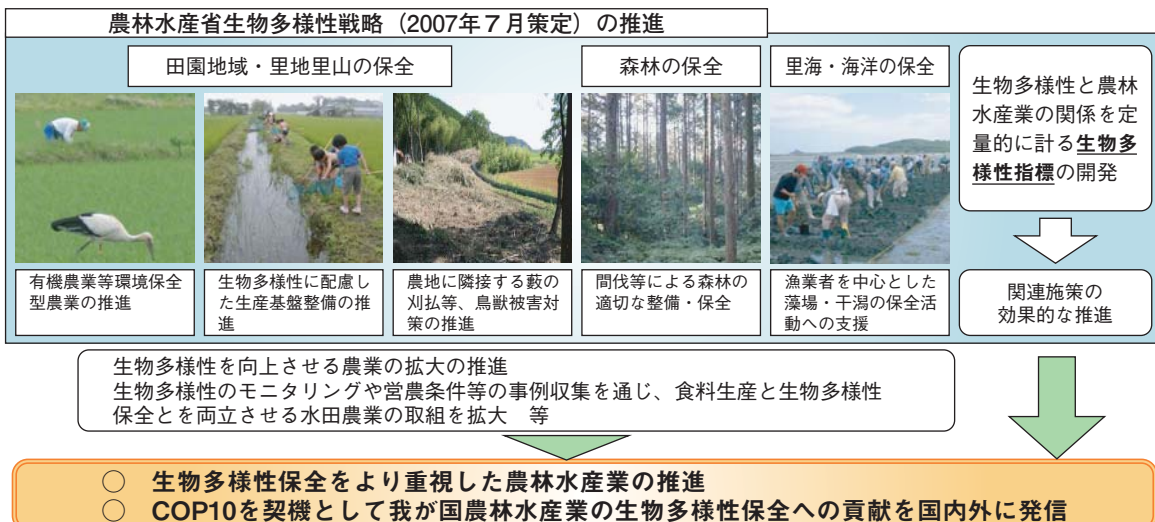 農林水産省生物多様性戦略（2007年７月策定）の推進
田園地域・里地里山の保全
森林の保全
里海・海洋の保全
有機農業等環境保全
型農業の推進
生物多様性に配慮し
た生産基盤整備の推
進
農地に隣接する藪の
刈払等、鳥獣被害対
策の推進
間伐等による森林の
適切な整備・保全
漁業者を中心とした
藻場・干潟の保全活
動への支援
生物多様性と農林
水産業の関係を定
量的に計る生物多
様性指標の開発
関連施策の
効果的な推進
生物多様性を向上させる農業の拡大の推進
生物多様性のモニタリングや営農条件等の事例収集を通じ、食料生産と生物多様性
保全とを両立させる水田農業の取組を拡大　等
○　生物多様性保全をより重視した農林水産業の推進
○　COP10を契機として我が国農林水産業の生物多様性保全への貢献を国内外に発信